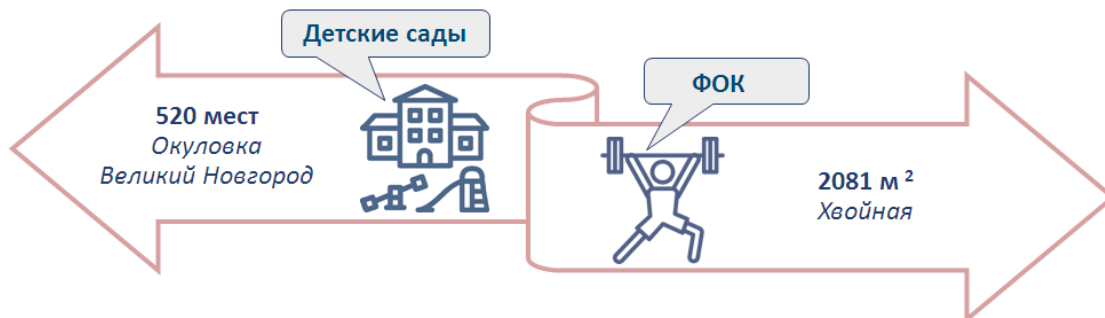 Детские сады
520 мест
Окуловка
Великий Новгород
ФОК
2081 м ²
Хвойная